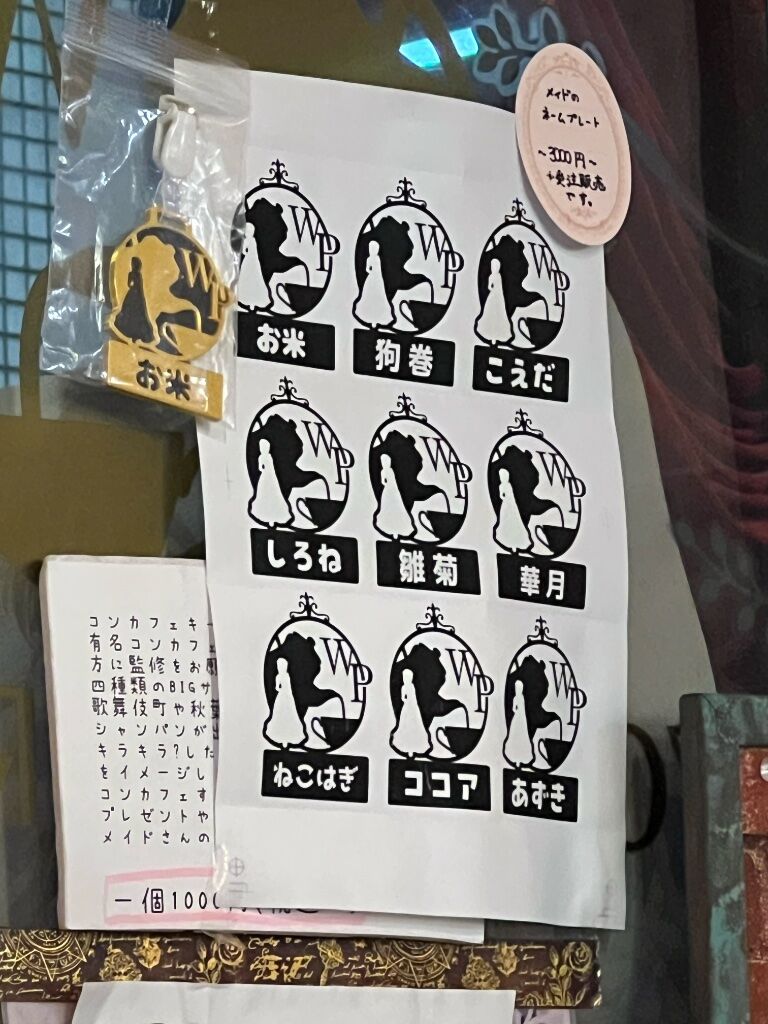 メイドの
ネームプレート
～3000円～
＊受注販売
です。
WP
お米
WP
お米
WP
狗巻
WP
こえだ
WP
しろね
WP
雛菊
WP
華月
WP
ねこはぎ
WP
ココア
WP
あずき
コンカフェキー
有名コンカフェ
方に監修をお願
四種類のBIGサ
歌舞伎町や秋葉
シャンパンが出
キラキラ?した
をイメージし
コンカフェす
プレゼントや
メイドさんの
一個1000